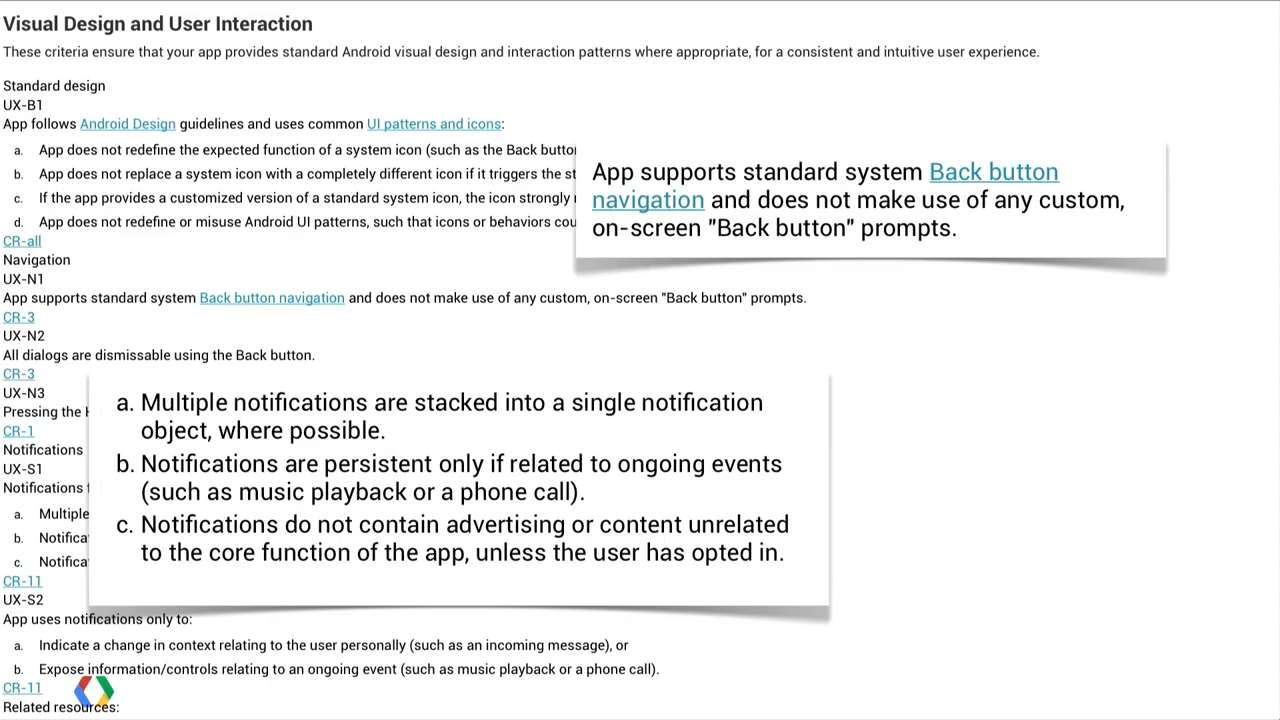 Visual Design and User Interaction
These criteria ensure that your app provides standard Android visual design and interaction patterns where appropriate, for a consistent and intuitive user experience.
Standard design
UX-B1
App follows Android Design guidelines and uses common UI patterns and icons:
a. App does not redefine the expected function of a system icon (such as the Back
b. App does not replace a system icon with a completely different icon if it triggers the
c. If the app provides a customized version of a standard system icon, the icon strongly
d. App does not redefine or misuse Android UI patterns, such that icons or behaviors
App supports standard system Back button
navigation and does not make use of any custom,
on-screen "Back button" prompts.
CR-all
Navigation
UX-N1
App supports standard system Back button navigation and does not make use of any custom, on-screen "Back button" prompts.
CR-3
UX-N2
All dialogs are dismissable using the Back button.
CR-3
UX-N3
Pressing the
CR-1
Notifications
UX-S1
Notifications
a. Multiple
b.
c.
a. Multiple notifications are stacked into a single notification
object, where possible.
b. Notifications are persistent only if related to ongoing events
(such as music playback or a phone call).
c. Notifications do not contain advertising or content unrelated
to the core function of the app, unless the user has opted in.
CR-11
UX-S2
App uses notifications only to:
a. Indicate a change in context relating to the user personally (such as an incoming message), or
b. Expose information/controls relating to an ongoing event (such as music playback or a phone call).
CR-11
Related resources: